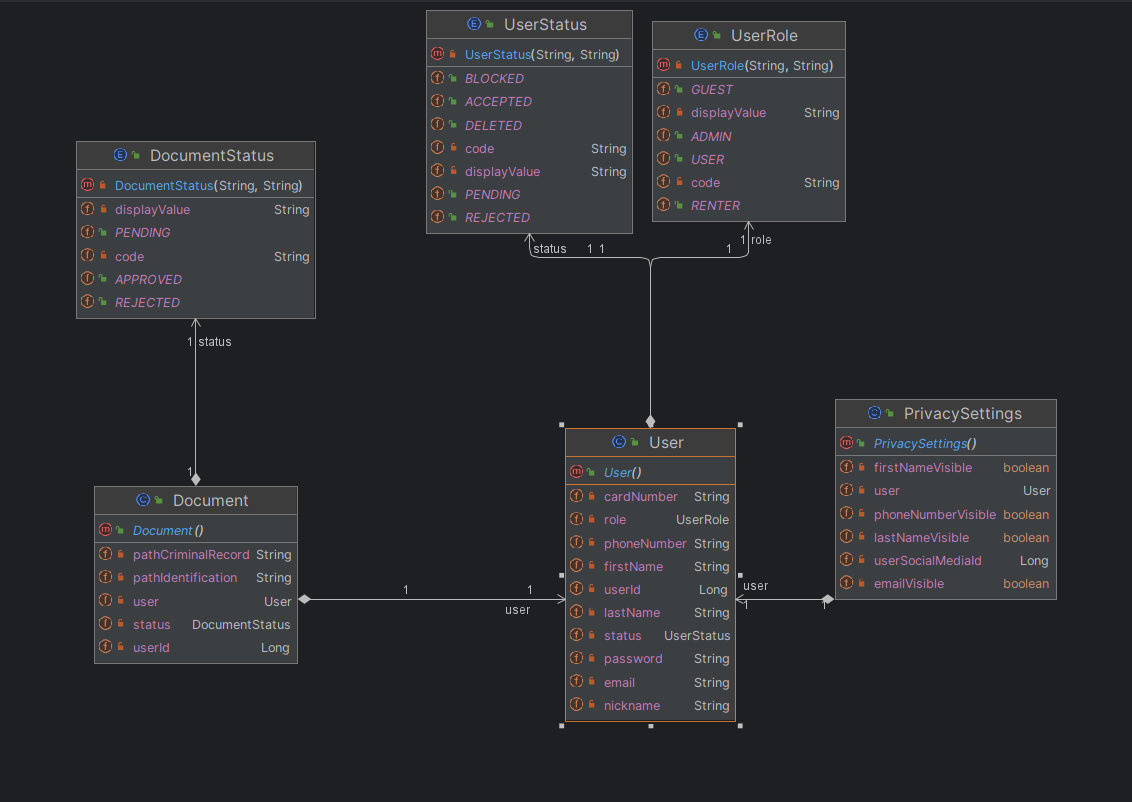 UserStatus
UserStatus(String, String)
BLOCKED
ACCEPTED
DELETED
code String
displayValue String
PENDING
REJECTED
UserRole
UserRole(String, String)
GUEST
displayValue String
ADMIN
USER
code String
RENTER
DocumentStatus
DocumentStatus(String, String)
displayValue String
PENDING
code String
APPROVED
REJECTED
status 1 1
1 1 role
1 status
1
Document
Document()
pathCriminalRecord String
pathIdentification String
user User
status DocumentStatus
userId Long
1 1
user
User
User()
cardNumber String
role UserRole
phoneNumber String
firstName String
userId Long
lastName String
status UserStatus
password String
email String
nickname String
user
1 1
PrivacySettings
PrivacySettings()
firstNameVisible boolean
user User
phoneNumberVisible boolean
lastNameVisible boolean
userSocialMediaId Long
emailVisible boolean